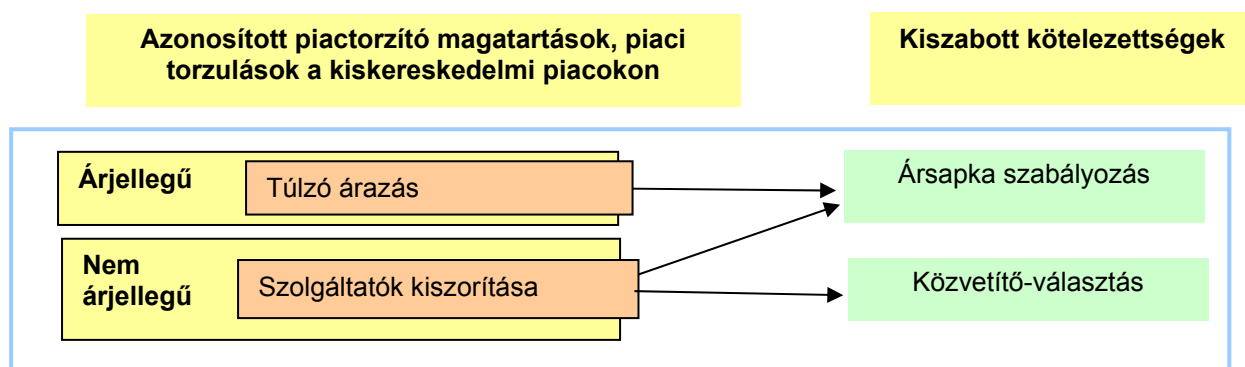 Azonosított piactorzító magatartások, piaci
torzulások a kiskereskedelmi piacokon
Kiszabott kötelezettségek
Árjellegű
Túlzó árazás
Ársapka szabályozás
Nem
árjellegű
Szolgáltatók kiszorítása
Közvetítő-választás